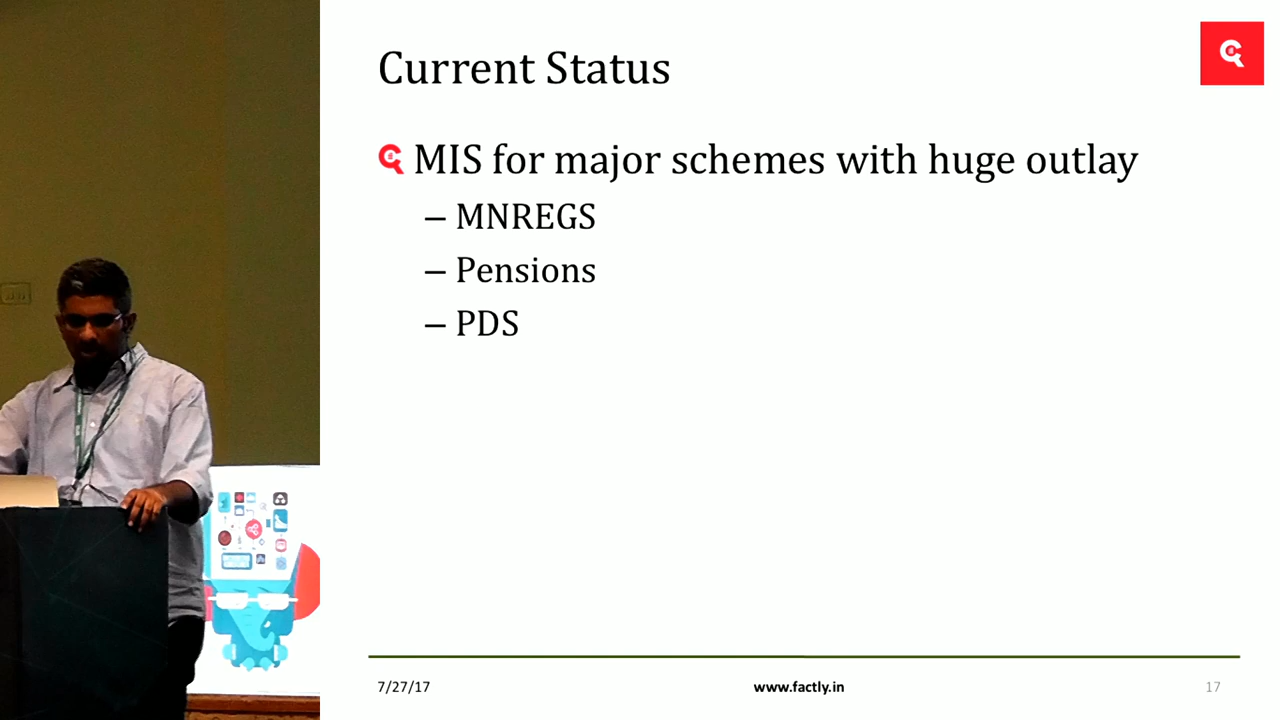 Current Status
MIS for major schemes with huge outlay
– MNREGS
– Pensions
– PDS
7/27/17
www.factly.in
17